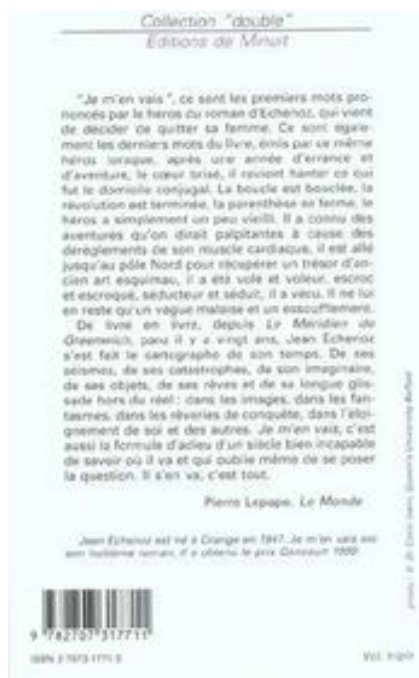 Collection "double"
Editions de Minuit
"Je m'en vais", ce sont les premiers mots pro-
noncés par le héros du roman d'Echenoz, qui vient
de décider de quitter sa femme. Ce sont égale-
ment les derniers mots du livre, émis par ce même
héros lorsque, après une année d'errance et
d'aventure, le cœur brisé, il revient hanter ce qui
fut le domicile conjugal. La boucle est bouclée, la
révolution est terminée, la parenthèse se ferme, le
héros a simplement un peu vieilli. Il a connu des
aventures qu'on dirait palpitantes à cause des
dérèglements de son muscle cardiaque, il est allé
jusqu'au pôle Nord pour récupérer un trésor d'an-
cien art esquimau, il a été volé et voleur, escroc
et escroqué, séducteur et séduit, il a vécu. Il ne lui
en reste qu'un vague malaise et un essoufflement.
De livre en livre, depuis Le Méridien de
Greenwich, paru il y a vingt ans, Jean Echenoz
s'est fait le cartographe de son temps. De ses
séismes, de ses catastrophes, de son imaginaire,
de ses objets, de ses rêves et de sa longue glis-
sade hors du réel : dans les images, dans les fan-
tasmes, dans les rêveries de conquête, dans l'éloi-
gnement de soi et des autres. Je m'en vais, c'est
aussi la formule d'adieu d'un siècle bien incapable
de savoir où il va et qui oublie même de se poser
la question. Il s'en va, c'est tout.
Pierre Lepape, Le Monde
Jean Echenoz est né à Orange en 1947. Je m'en vais est
son huitième roman. Il a obtenu le prix Goncourt 1999.
9 782707 317711
ISBN 2-7073-1771-5